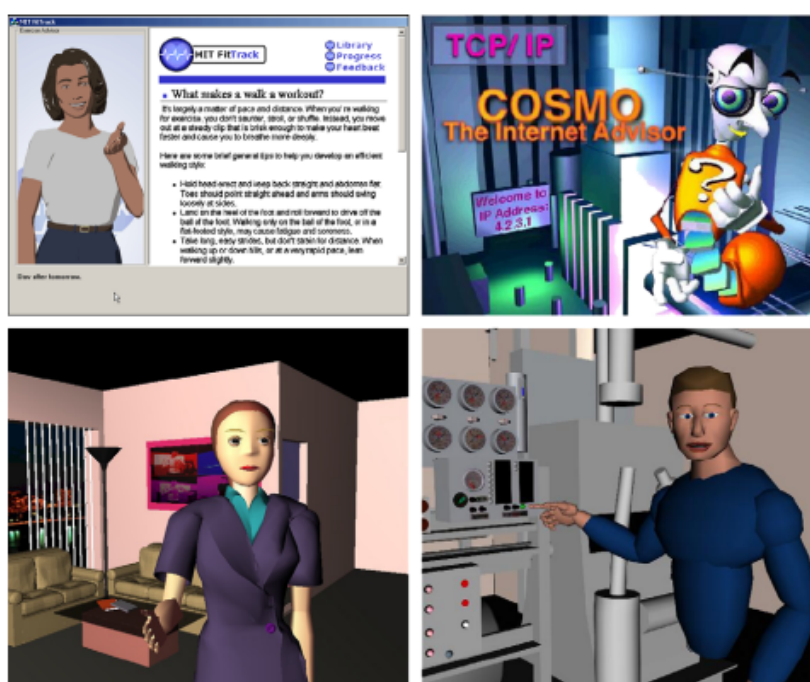 MIT FitTrack
Exercise Advisor
MIT FitTrack
Library
Progress
Feedback
What makes a walk a workout?
It's largely a matter of pace and distance. When you're walking
for exercise, you don't saunter, stroll, or shuffle. Instead, you move
out at a steady clip that is brisk enough to make your heart beat
faster and cause you to breathe more deeply.
Here are some brief general tips to help you develop an efficient
walking style:
Hold head erect and keep back straight and abdomen flat.
Toes should point straight ahead and arms should swing
loosely at sides.
Land on the heel of the foot and roll forward to drive off the
ball of the foot. Walking only on the ball of the foot, or in a
flat-footed style, may cause fatigue and soreness.
Take long, easy strides, but don't strain for distance. When
walking up or down hills, or at a very rapid pace, lean
forward slightly.
Day after tomorrow.
TCP/IP
COSMO
The Internet Advisor
Welcome to
IP Address:
4.2.3.1
?